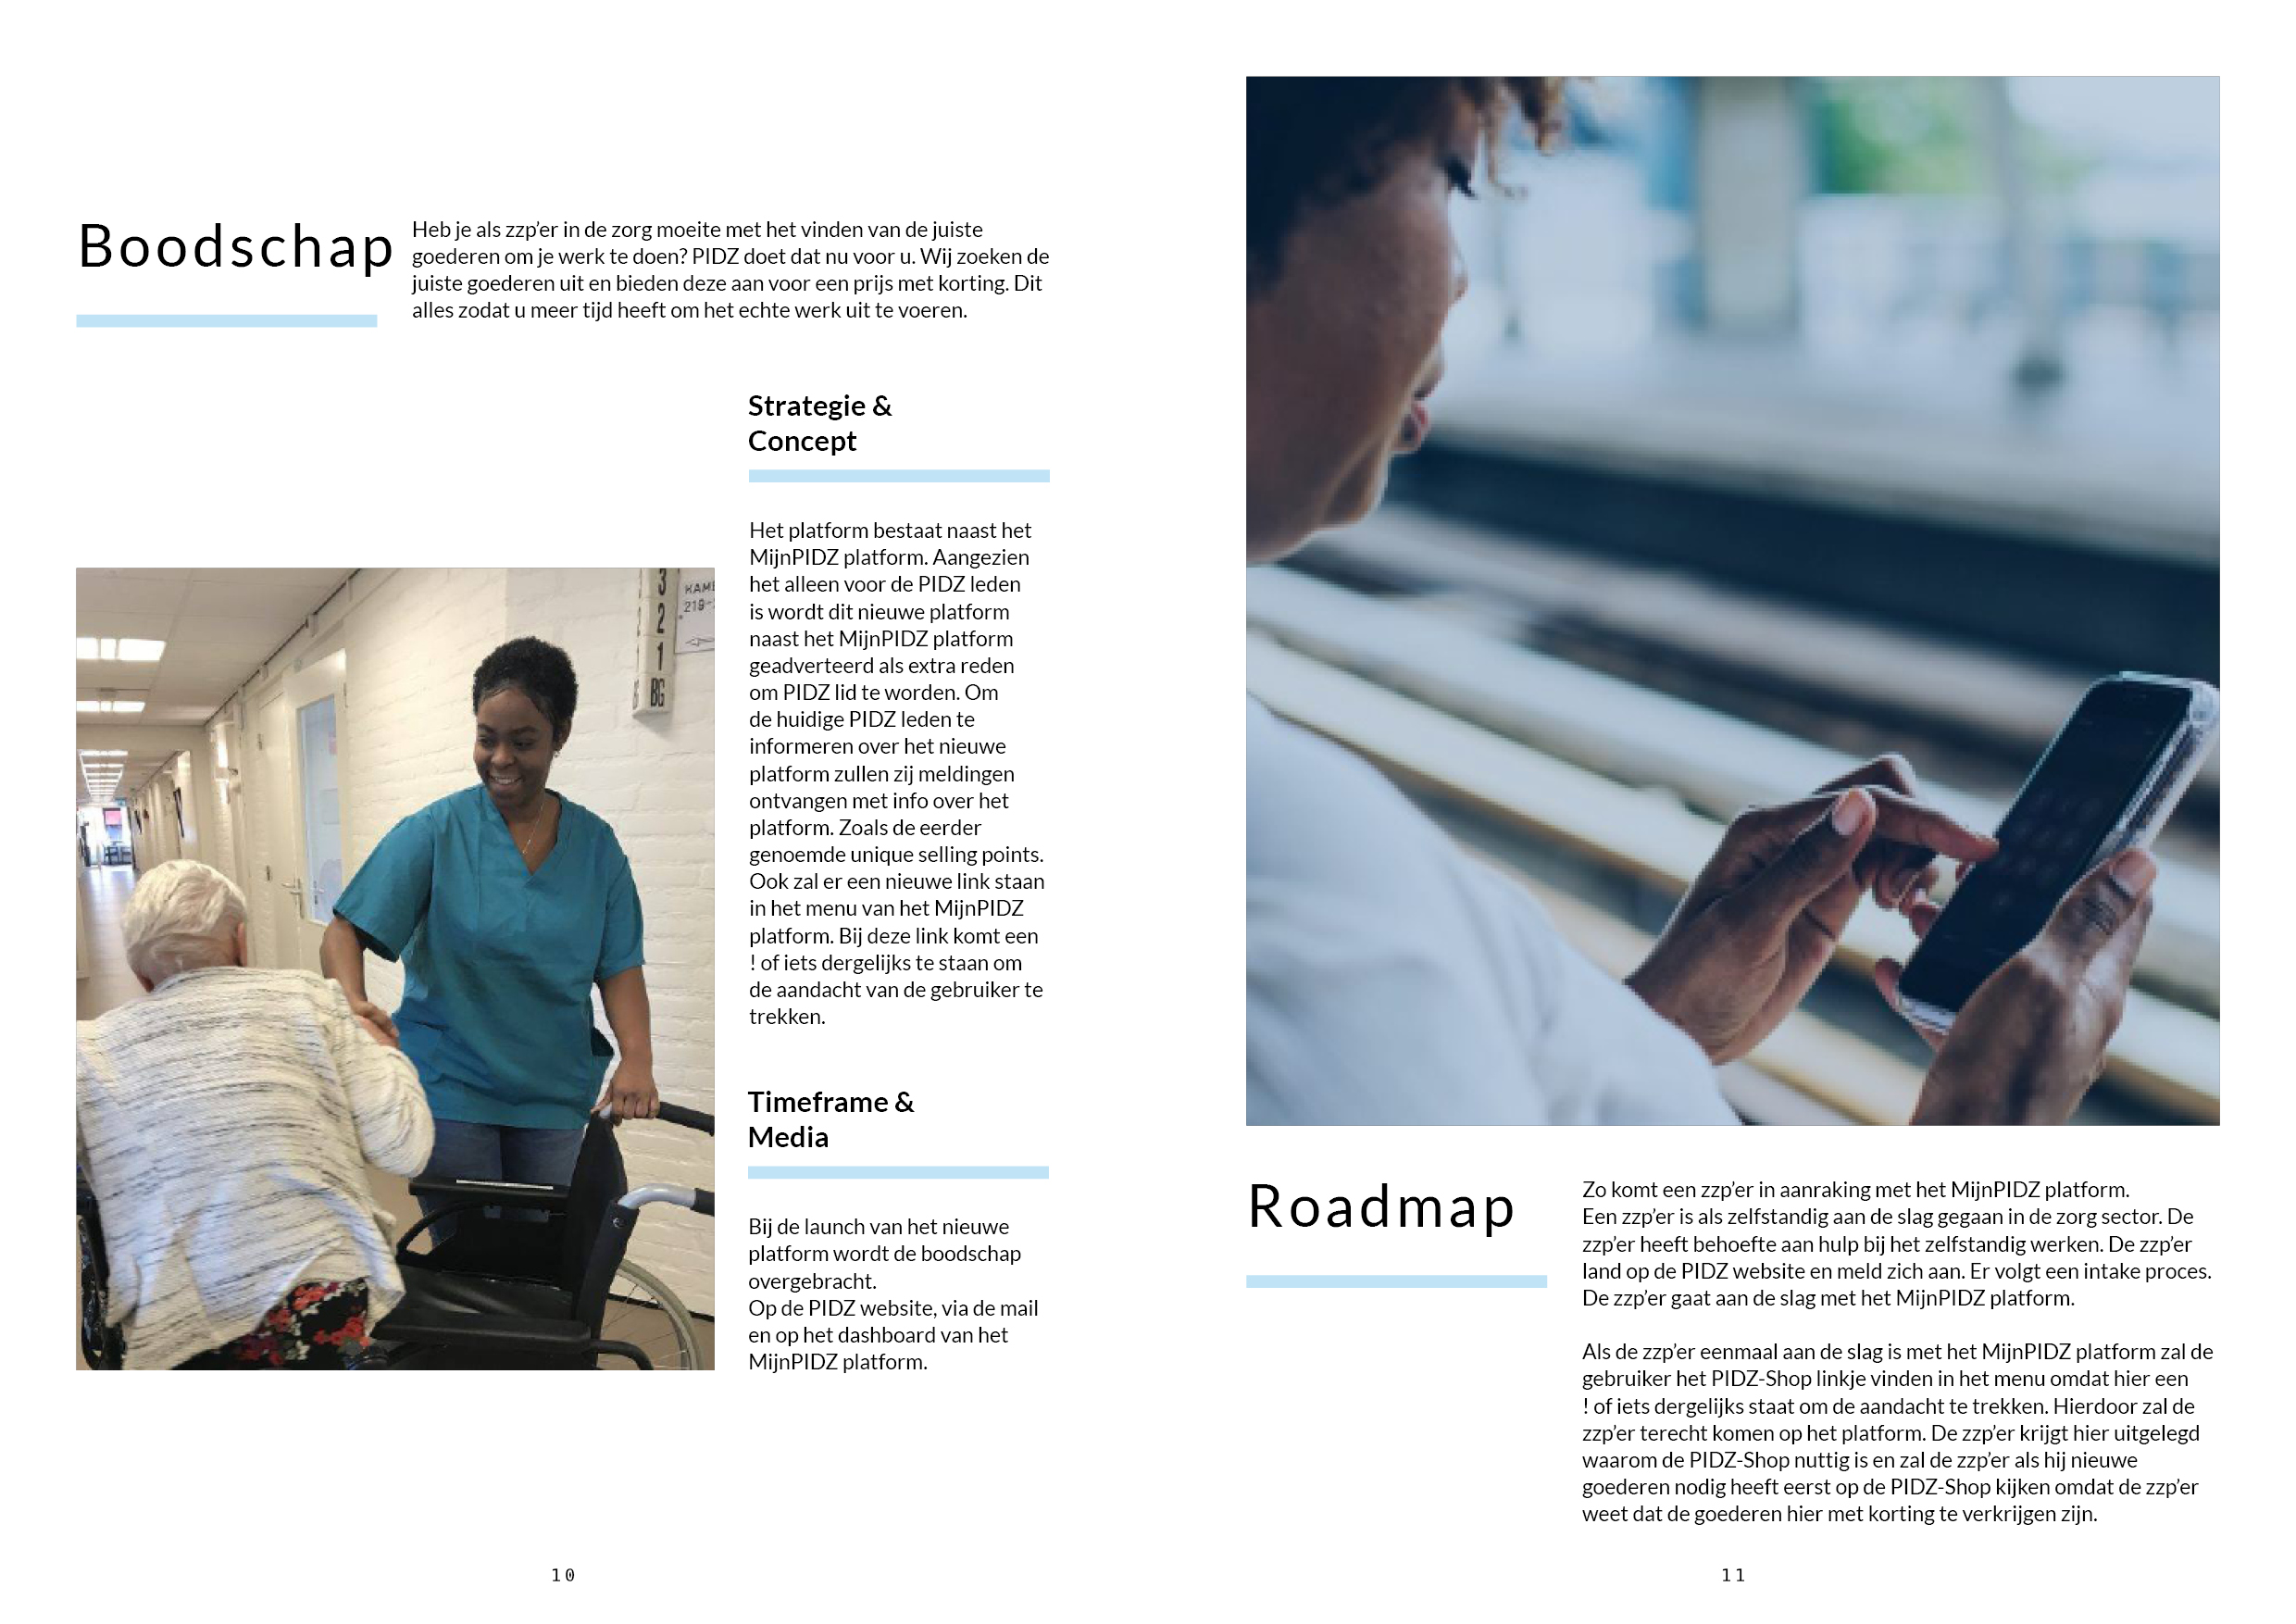 Boodschap
Heb je als zzp’er in de zorg moeite met het vinden van de juiste
goederen om je werk te doen? PIDZ doet dat nu voor u. Wij zoeken de
juiste goederen uit en bieden deze aan voor een prijs met korting. Dit
alles zodat u meer tijd heeft om het echte werk uit te voeren.
Strategie &
Concept
Het platform bestaat naast het
MijnPIDZ platform. Aangezien
het alleen voor de PIDZ leden
is wordt dit nieuwe platform
naast het MijnPIDZ platform
geadverteerd als extra reden
om PIDZ lid te worden. Om
de huidige PIDZ leden te
informeren over het nieuwe
platform zullen zij meldingen
ontvangen met info over het
platform. Zoals de eerder
genoemde unique selling points.
Ook zal er een nieuwe link staan
in het menu van het MijnPIDZ
platform. Bij deze link komt een
! of iets dergelijks te staan om
de aandacht van de gebruiker te
trekken.
3
2
1
BG
219-
Timeframe &
Media
Bij de launch van het nieuwe
platform wordt de boodschap
overgebracht.
Op de PIDZ website, via de mail
en op het dashboard van het
MijnPIDZ platform.
10
Roadmap
Zo komt een zzp’er in aanraking met het MijnPIDZ platform.
Een zzp’er is als zelfstandig aan de slag gegaan in de zorg sector. De
zzp’er heeft behoefte aan hulp bij het zelfstandig werken. De zzp’er
land op de PIDZ website en meld zich aan. Er volgt een intake proces.
De zzp’er gaat aan de slag met het MijnPIDZ platform.
Als de zzp’er eenmaal aan de slag is met het MijnPIDZ platform zal de
gebruiker het PIDZ-Shop linkje vinden in het menu omdat hier een
! of iets dergelijks staat om de aandacht te trekken. Hierdoor zal de
zzp’er terecht komen op het platform. De zzp’er krijgt hier uitgelegd
waarom de PIDZ-Shop nuttig is en zal de zzp’er als hij nieuwe
goederen nodig heeft eerst op de PIDZ-Shop kijken omdat de zzp’er
weet dat de goederen hier met korting te verkrijgen zijn.
11